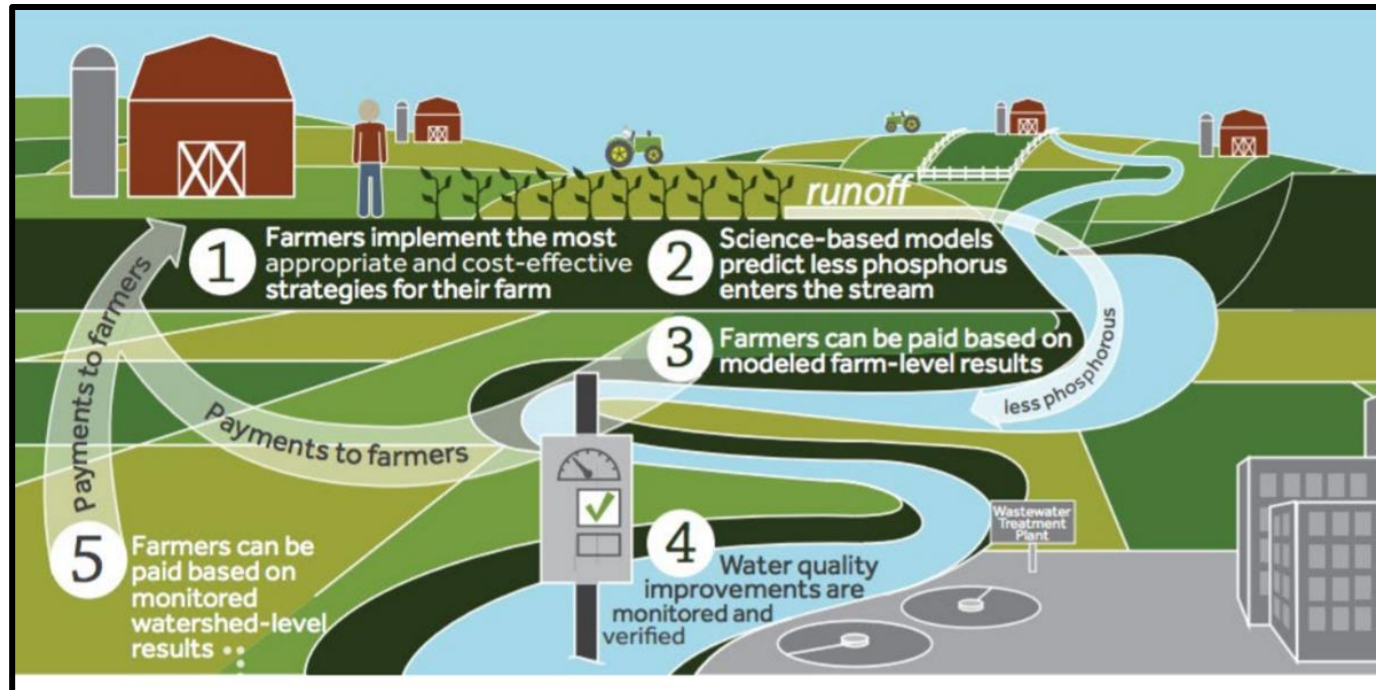 runoff
1
Farmers implement the most
appropriate and cost-effective
strategies for their farm
2
Science-based models
predict less phosphorus
enters the stream
less phosphorous
3
Farmers can be paid based on
modeled farm-level results
Payments to farmers
Payments to farmers
4
Water quality
improvements are
monitored and
verified
Wastewater
Treatment
Plant
5
Farmers can be
paid based on
monitored
watershed-level
results